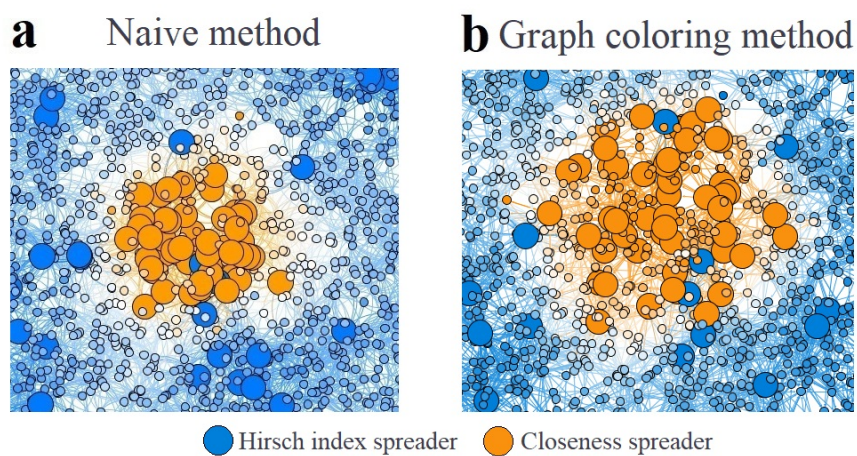 a Naive method
b Graph coloring method
Hirsch index spreader
Closeness spreader